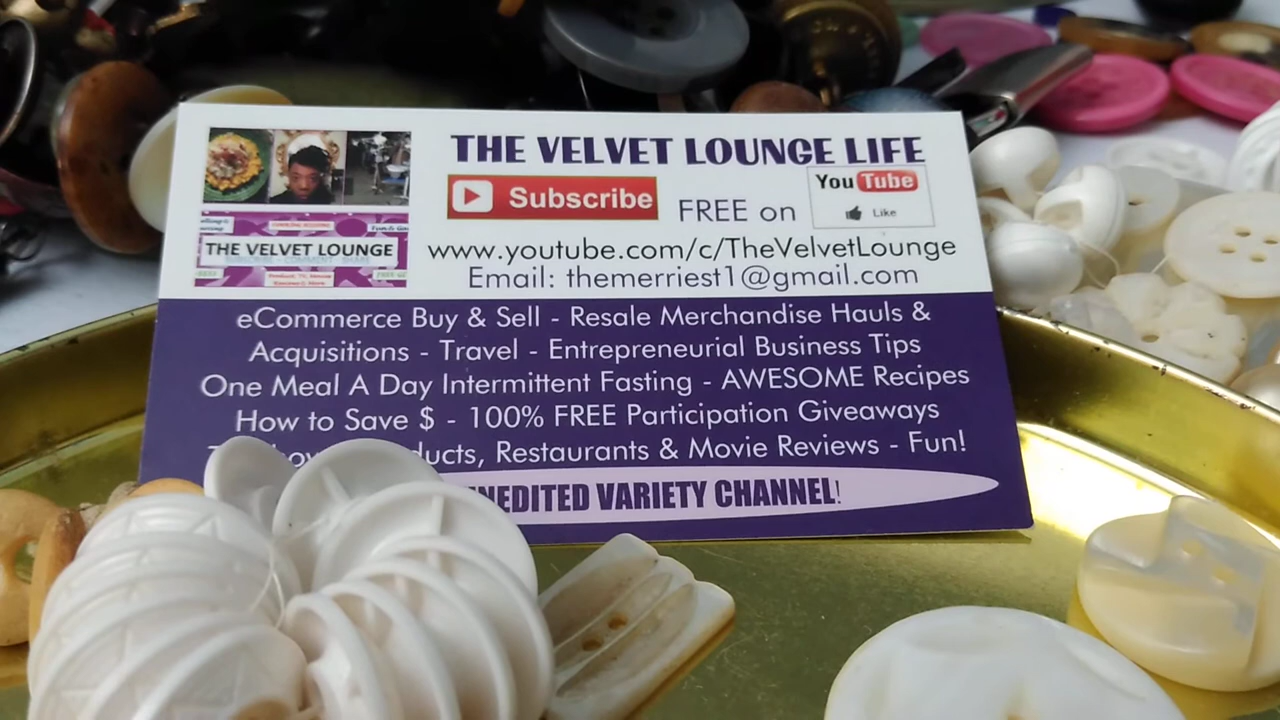 THE VELVET LOUNGE LIFE
Subscribe
FREE on
YouTube
Like
www.youtube.com/c/TheVelvetLounge
Email: themerriest1@gmail.com
THE VELVET LOUNGE
eCommerce Buy & Sell - Resale Merchandise Hauls &
Acquisitions - Travel - Entrepreneurial Business Tips
One Meal A Day Intermittent Fasting - AWESOME Recipes
How to Save $ - 100% FREE Participation Giveaways
Restaurants & Movie Reviews - Fun!
VARIETY CHANNEL!